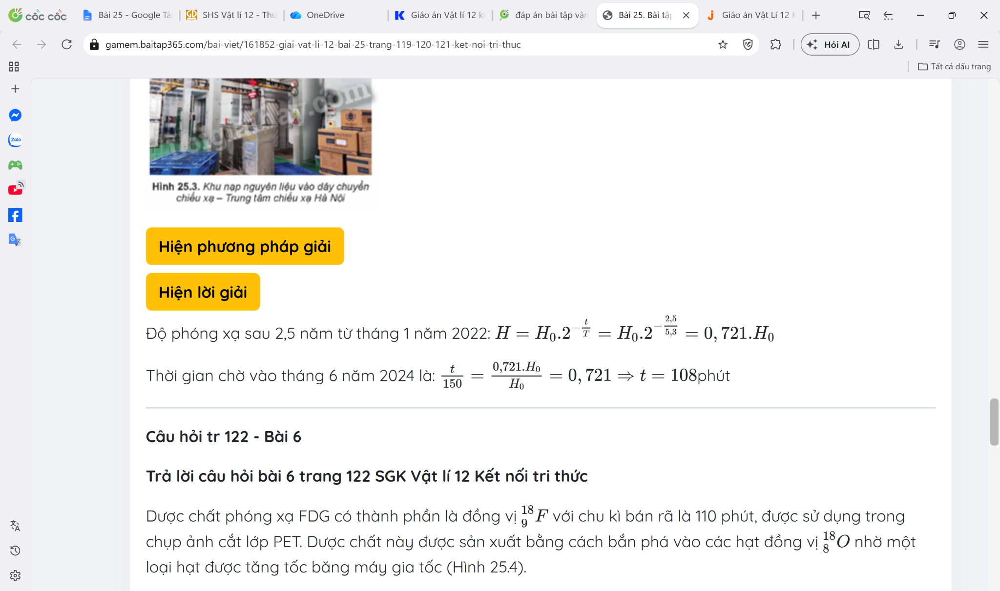 cốc cốc
Bài 25 - Google Tài
SHS Vật lí 12 - Thư
OneDrive
Giáo án Vật lí 12 kế
đáp án bài tập vận
Bài 25. Bài tập
Giáo án Vật Lí 12 K
gamem.baitap365.com/bai-viet/161852-giai-vat-li-12-bai-25-trang-119-120-121-ket-noi-tri-thuc
Hỏi AI
Tất cả dấu trang
Zalo
Hình 25.3. Khu nạp nguyên liệu vào dây chuyền
chiếu xạ – Trung tâm chiếu xạ Hà Nội
Hiện phương pháp giải
Hiện lời giải
Độ phóng xạ sau 2,5 năm từ tháng 1 năm 2022: $H = H_0.2^{-\frac{t}{T}} = H_0.2^{-\frac{2,5}{5,3}} = 0,721.H_0$
Thời gian chờ vào tháng 6 năm 2024 là: $\frac{t}{150} = \frac{0,721.H_0}{H_0} = 0,721 \Rightarrow t = 108$phút
Câu hỏi tr 122 - Bài 6
Trả lời câu hỏi bài 6 trang 122 SGK Vật lí 12 Kết nối tri thức
Dược chất phóng xạ FDG có thành phần là đồng vị $^{18}_{9}F$ với chu kì bán rã là 110 phút, được sử dụng trong
chụp ảnh cắt lớp PET. Dược chất này được sản xuất bằng cách bắn phá vào các hạt đồng vị $^{18}_{8}O$ nhờ một
loại hạt được tăng tốc băng máy gia tốc (Hình 25.4).